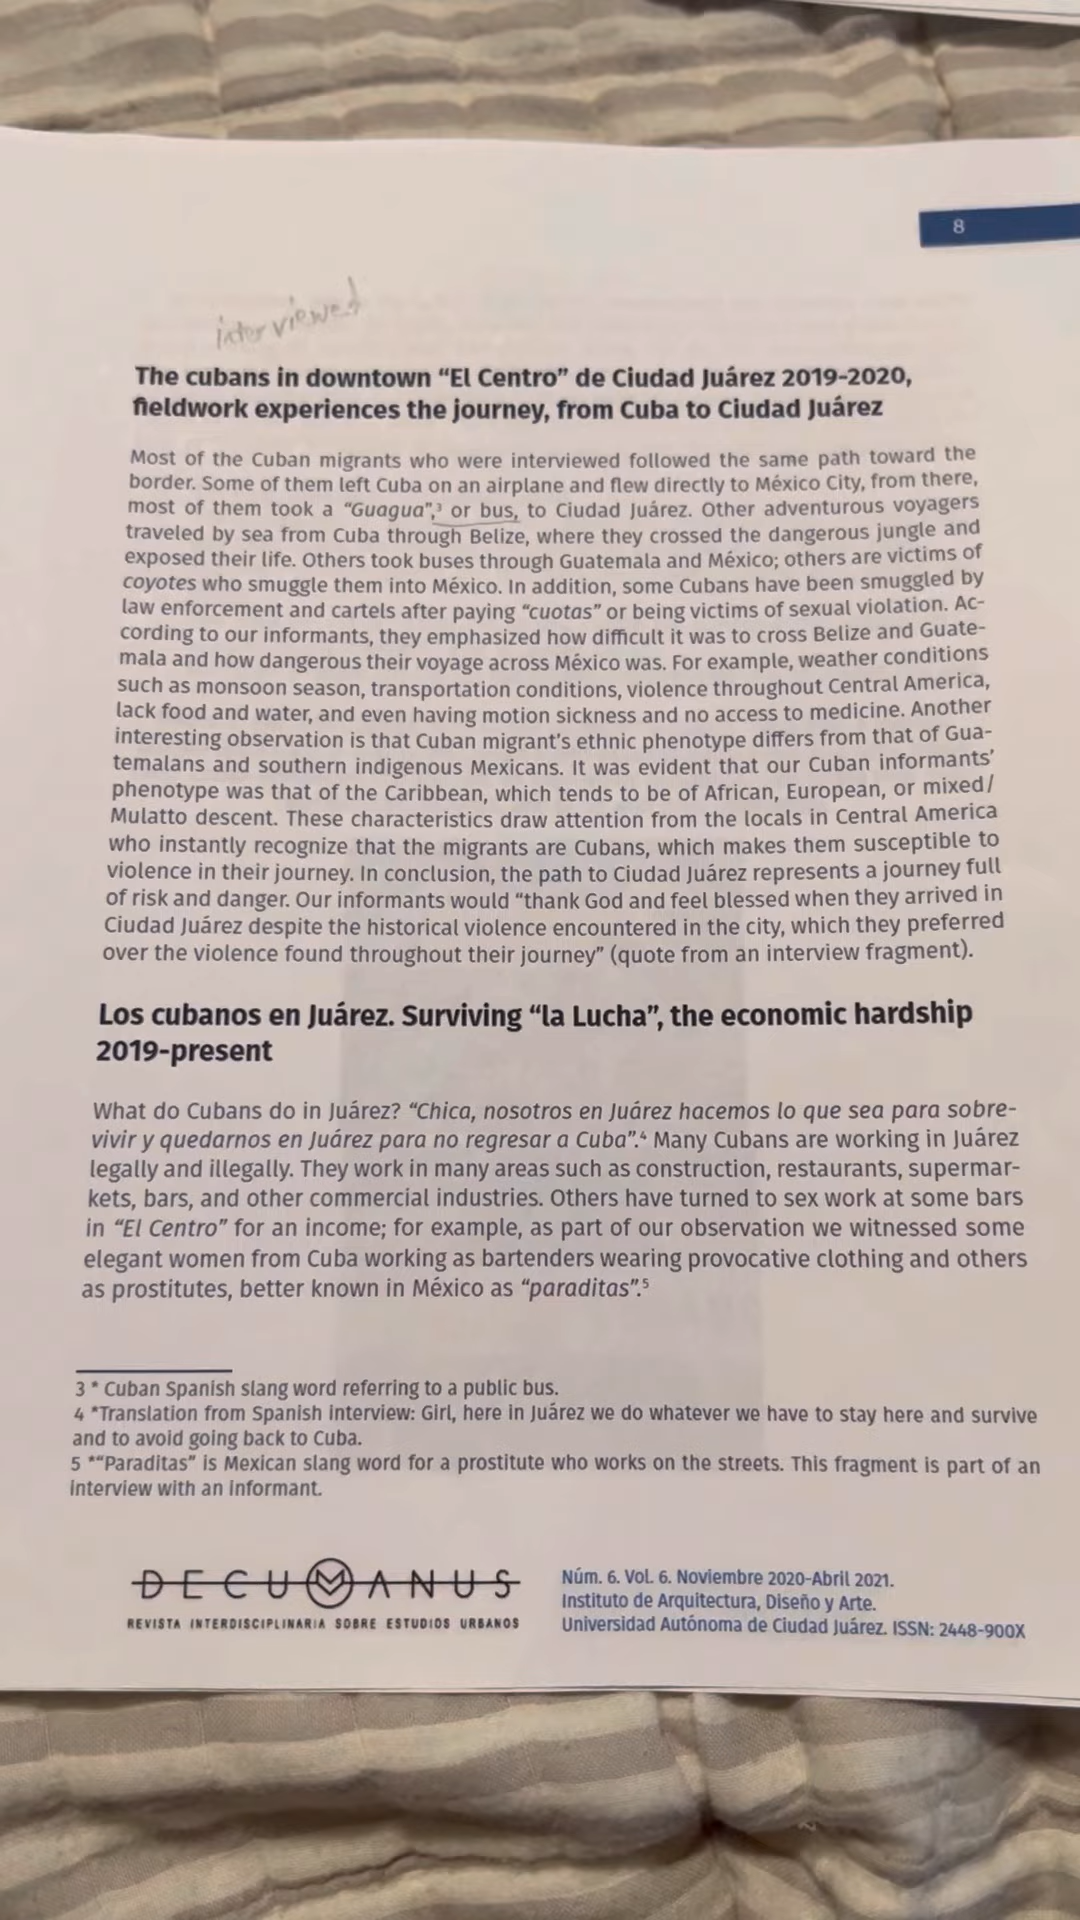 8
interviewed
The cubans in downtown “El Centro” de Ciudad Juárez 2019-2020,
fieldwork experiences the journey, from Cuba to Ciudad Juárez
Most of the Cuban migrants who were interviewed followed the same path toward the
border. Some of them left Cuba on an airplane and flew directly to México City, from there,
most of them took a “Guagua”,³ or bus, to Ciudad Juárez. Other adventurous voyagers
traveled by sea from Cuba through Belize, where they crossed the dangerous jungle and
exposed their life. Others took buses through Guatemala and México; others are victims of
coyotes who smuggle them into México. In addition, some Cubans have been smuggled by
law enforcement and cartels after paying “cuotas” or being victims of sexual violation. Ac-
cording to our informants, they emphasized how difficult it was to cross Belize and Guate-
mala and how dangerous their voyage across México was. For example, weather conditions
such as monsoon season, transportation conditions, violence throughout Central America,
lack food and water, and even having motion sickness and no access to medicine. Another
interesting observation is that Cuban migrant’s ethnic phenotype differs from that of Gua-
temalans and southern indigenous Mexicans. It was evident that our Cuban informants’
phenotype was that of the Caribbean, which tends to be of African, European, or mixed/
Mulatto descent. These characteristics draw attention from the locals in Central America
who instantly recognize that the migrants are Cubans, which makes them susceptible to
violence in their journey. In conclusion, the path to Ciudad Juárez represents a journey full
of risk and danger. Our informants would “thank God and feel blessed when they arrived in
Ciudad Juárez despite the historical violence encountered in the city, which they preferred
over the violence found throughout their journey” (quote from an interview fragment).
Los cubanos en Juárez. Surviving “la Lucha”, the economic hardship
2019-present
What do Cubans do in Juárez? “Chica, nosotros en Juárez hacemos lo que sea para sobre-
vivir y quedarnos en Juárez para no regresar a Cuba”.⁴ Many Cubans are working in Juárez
legally and illegally. They work in many areas such as construction, restaurants, supermar-
kets, bars, and other commercial industries. Others have turned to sex work at some bars
in “El Centro” for an income; for example, as part of our observation we witnessed some
elegant women from Cuba working as bartenders wearing provocative clothing and others
as prostitutes, better known in México as “paraditas”.⁵
3 * Cuban Spanish slang word referring to a public bus.
4 *Translation from Spanish interview: Girl, here in Juárez we do whatever we have to stay here and survive
and to avoid going back to Cuba.
5 *“Paraditas” is Mexican slang word for a prostitute who works on the streets. This fragment is part of an
interview with an informant.
DECUMANUS
REVISTA INTERDISCIPLINARIA SOBRE ESTUDIOS URBANOS
Núm. 6. Vol. 6. Noviembre 2020-Abril 2021.
Instituto de Arquitectura, Diseño y Arte.
Universidad Autónoma de Ciudad Juárez. ISSN: 2448-900X